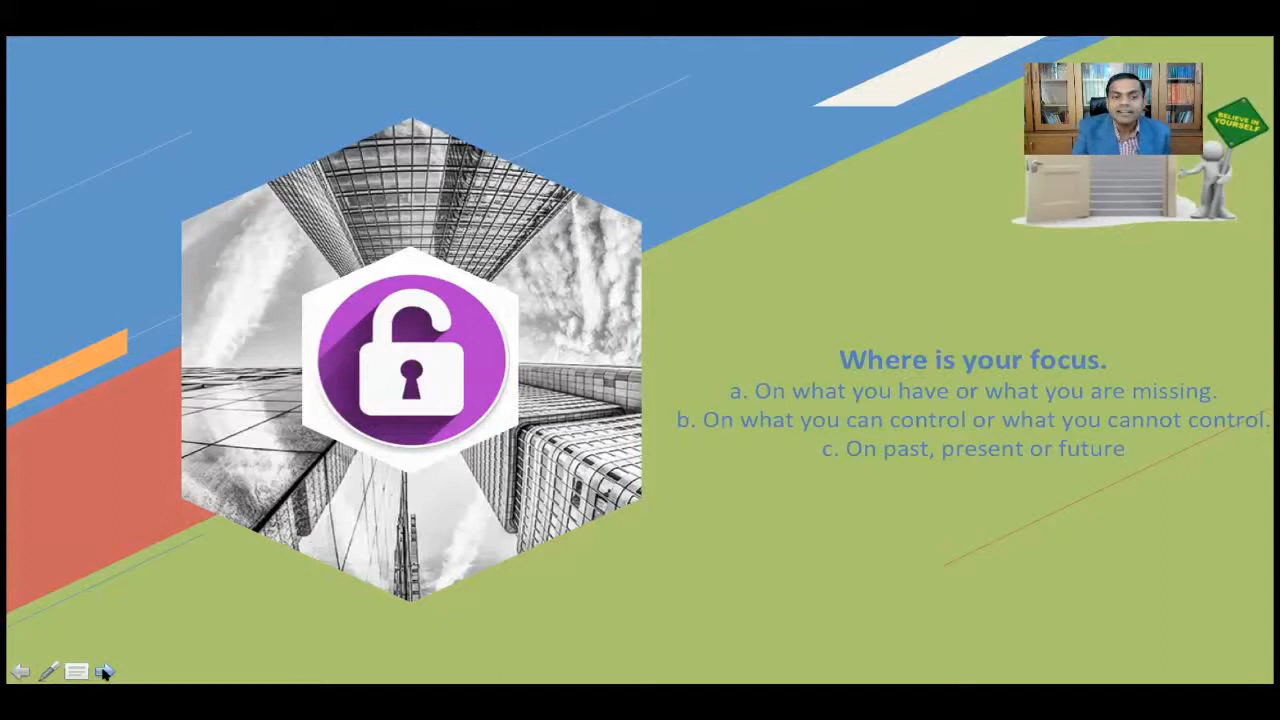 BELIEVE IN
YOURSELF
Where is your focus.
a. On what you have or what you are missing.
b. On what you can control or what you cannot control.
c. On past, present or future